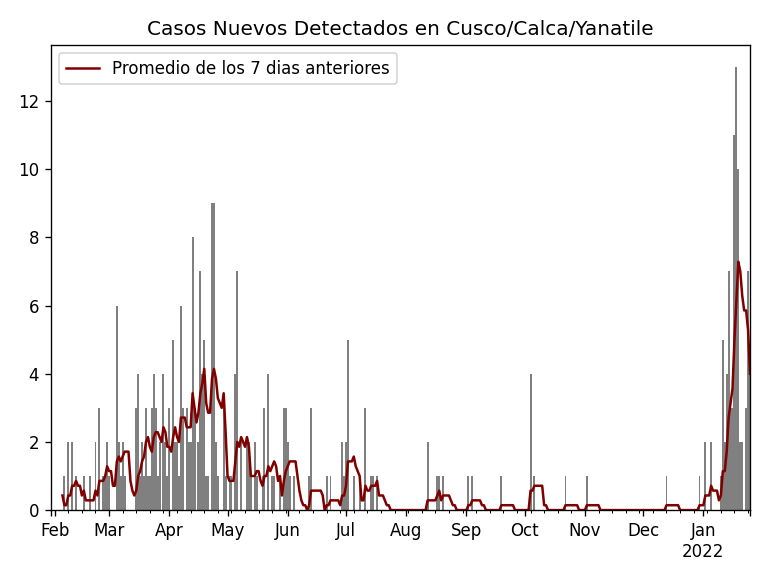 Casos Nuevos Detectados en Cusco/Calca/Yanatile
Promedio de los 7 dias anteriores
12
10
8
6
4
2
0
Feb Mar Apr May Jun Jul Aug Sep Oct Nov Dec Jan
2022